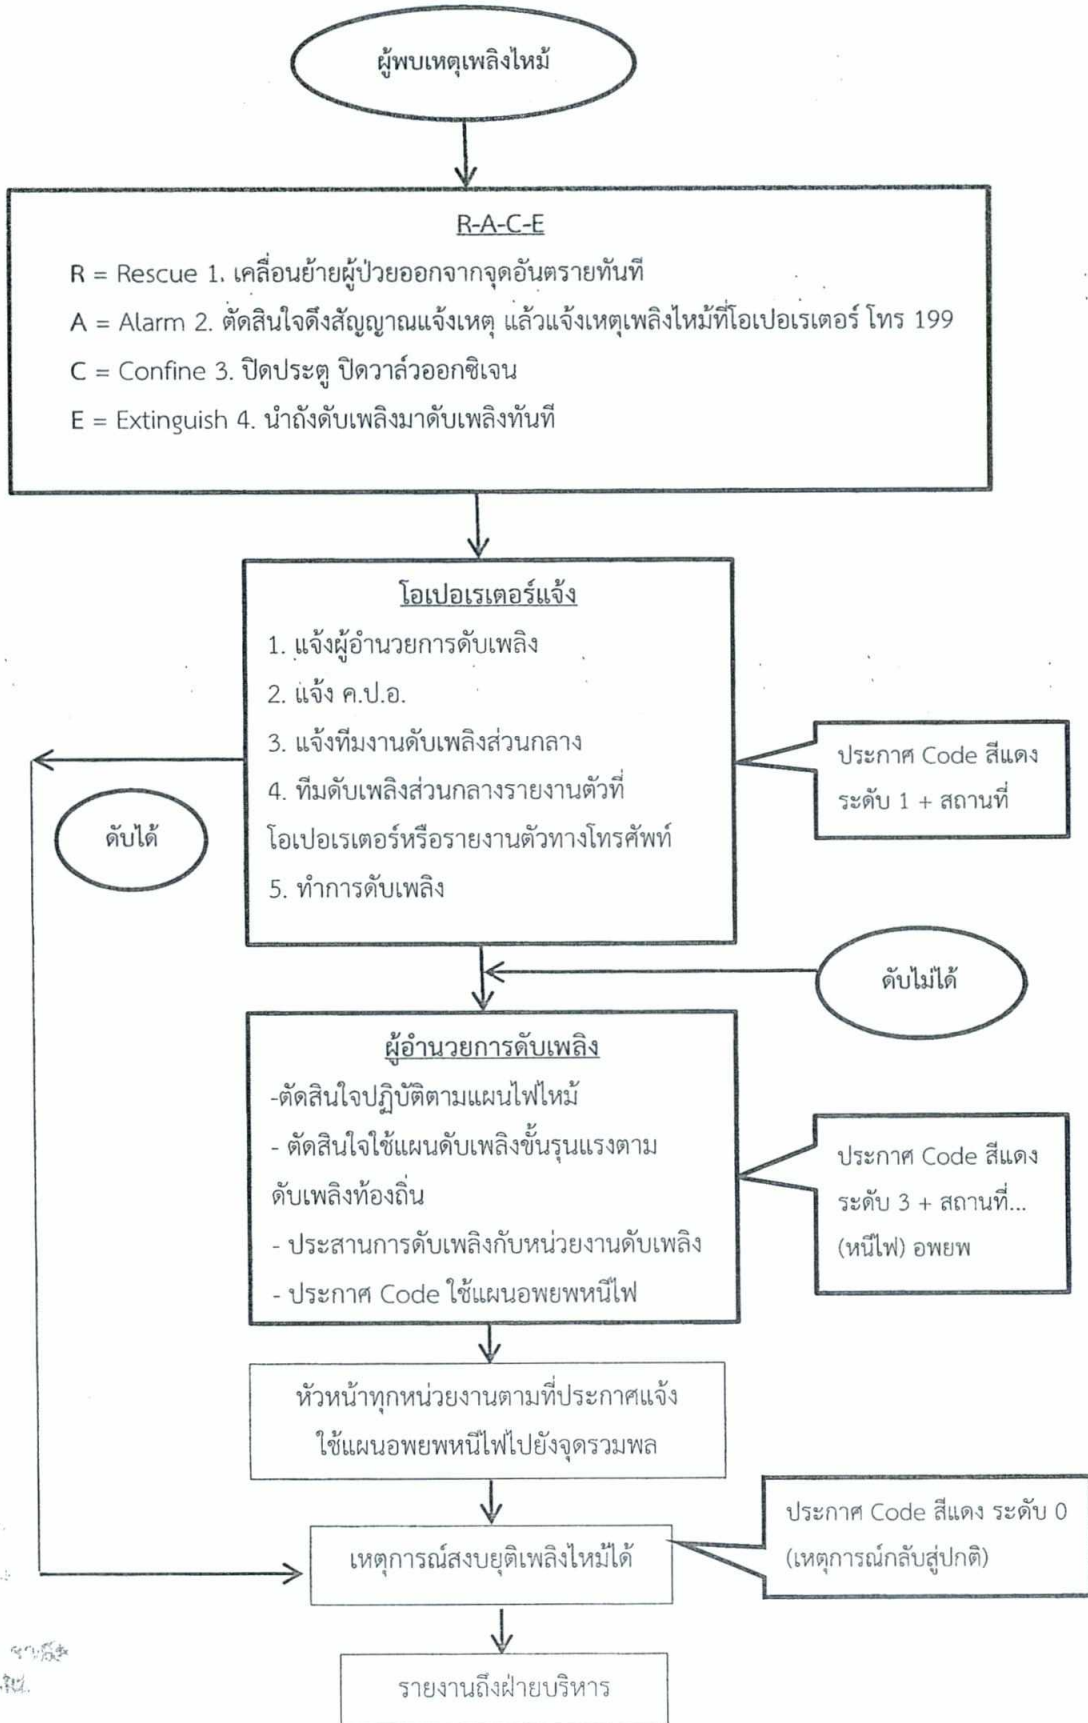 ผู้พบเหตุเพลิงไหม้
R-A-C-E
R = Rescue 1. เคลื่อนย้ายผู้ป่วยออกจากจุดอันตรายทันที
A = Alarm 2. ตัดสินใจดึงสัญญาณแจ้งเหตุ แล้วแจ้งเหตุเพลิงไหม้ที่โอเปอเรเตอร์ โทร 199
C = Confine 3. ปิดประตู ปิดวาล์วออกซิเจน
E = Extinguish 4. นำถังดับเพลิงมาดับเพลิงทันที
โอเปอเรเตอร์แจ้ง
1. แจ้งผู้อำนวยการดับเพลิง
2. แจ้ง ค.ป.อ.
3. แจ้งทีมงานดับเพลิงส่วนกลาง
4. ทีมดับเพลิงส่วนกลางรายงานตัวที่
โอเปอเรเตอร์หรือรายงานตัวทางโทรศัพท์
5. ทำการดับเพลิง
ประกาศ Code สีแดง
ระดับ 1 + สถานที่
ดับได้
ดับไม่ได้
ผู้อำนวยการดับเพลิง
-ตัดสินใจปฏิบัติตามแผนไฟไหม้
- ตัดสินใจใช้แผนดับเพลิงขั้นรุนแรงตาม
ดับเพลิงท้องถิ่น
- ประสานการดับเพลิงกับหน่วยงานดับเพลิง
- ประกาศ Code ใช้แผนอพยพหนีไฟ
ประกาศ Code สีแดง
ระดับ 3 + สถานที่...
(หนีไฟ) อพยพ
หัวหน้าทุกหน่วยงานตามที่ประกาศแจ้ง
ใช้แผนอพยพหนีไฟไปยังจุดรวมพล
ประกาศ Code สีแดง ระดับ 0
(เหตุการณ์กลับสู่ปกติ)
เหตุการณ์สงบยุติเพลิงไหม้ได้
รายงานถึงฝ่ายบริหาร